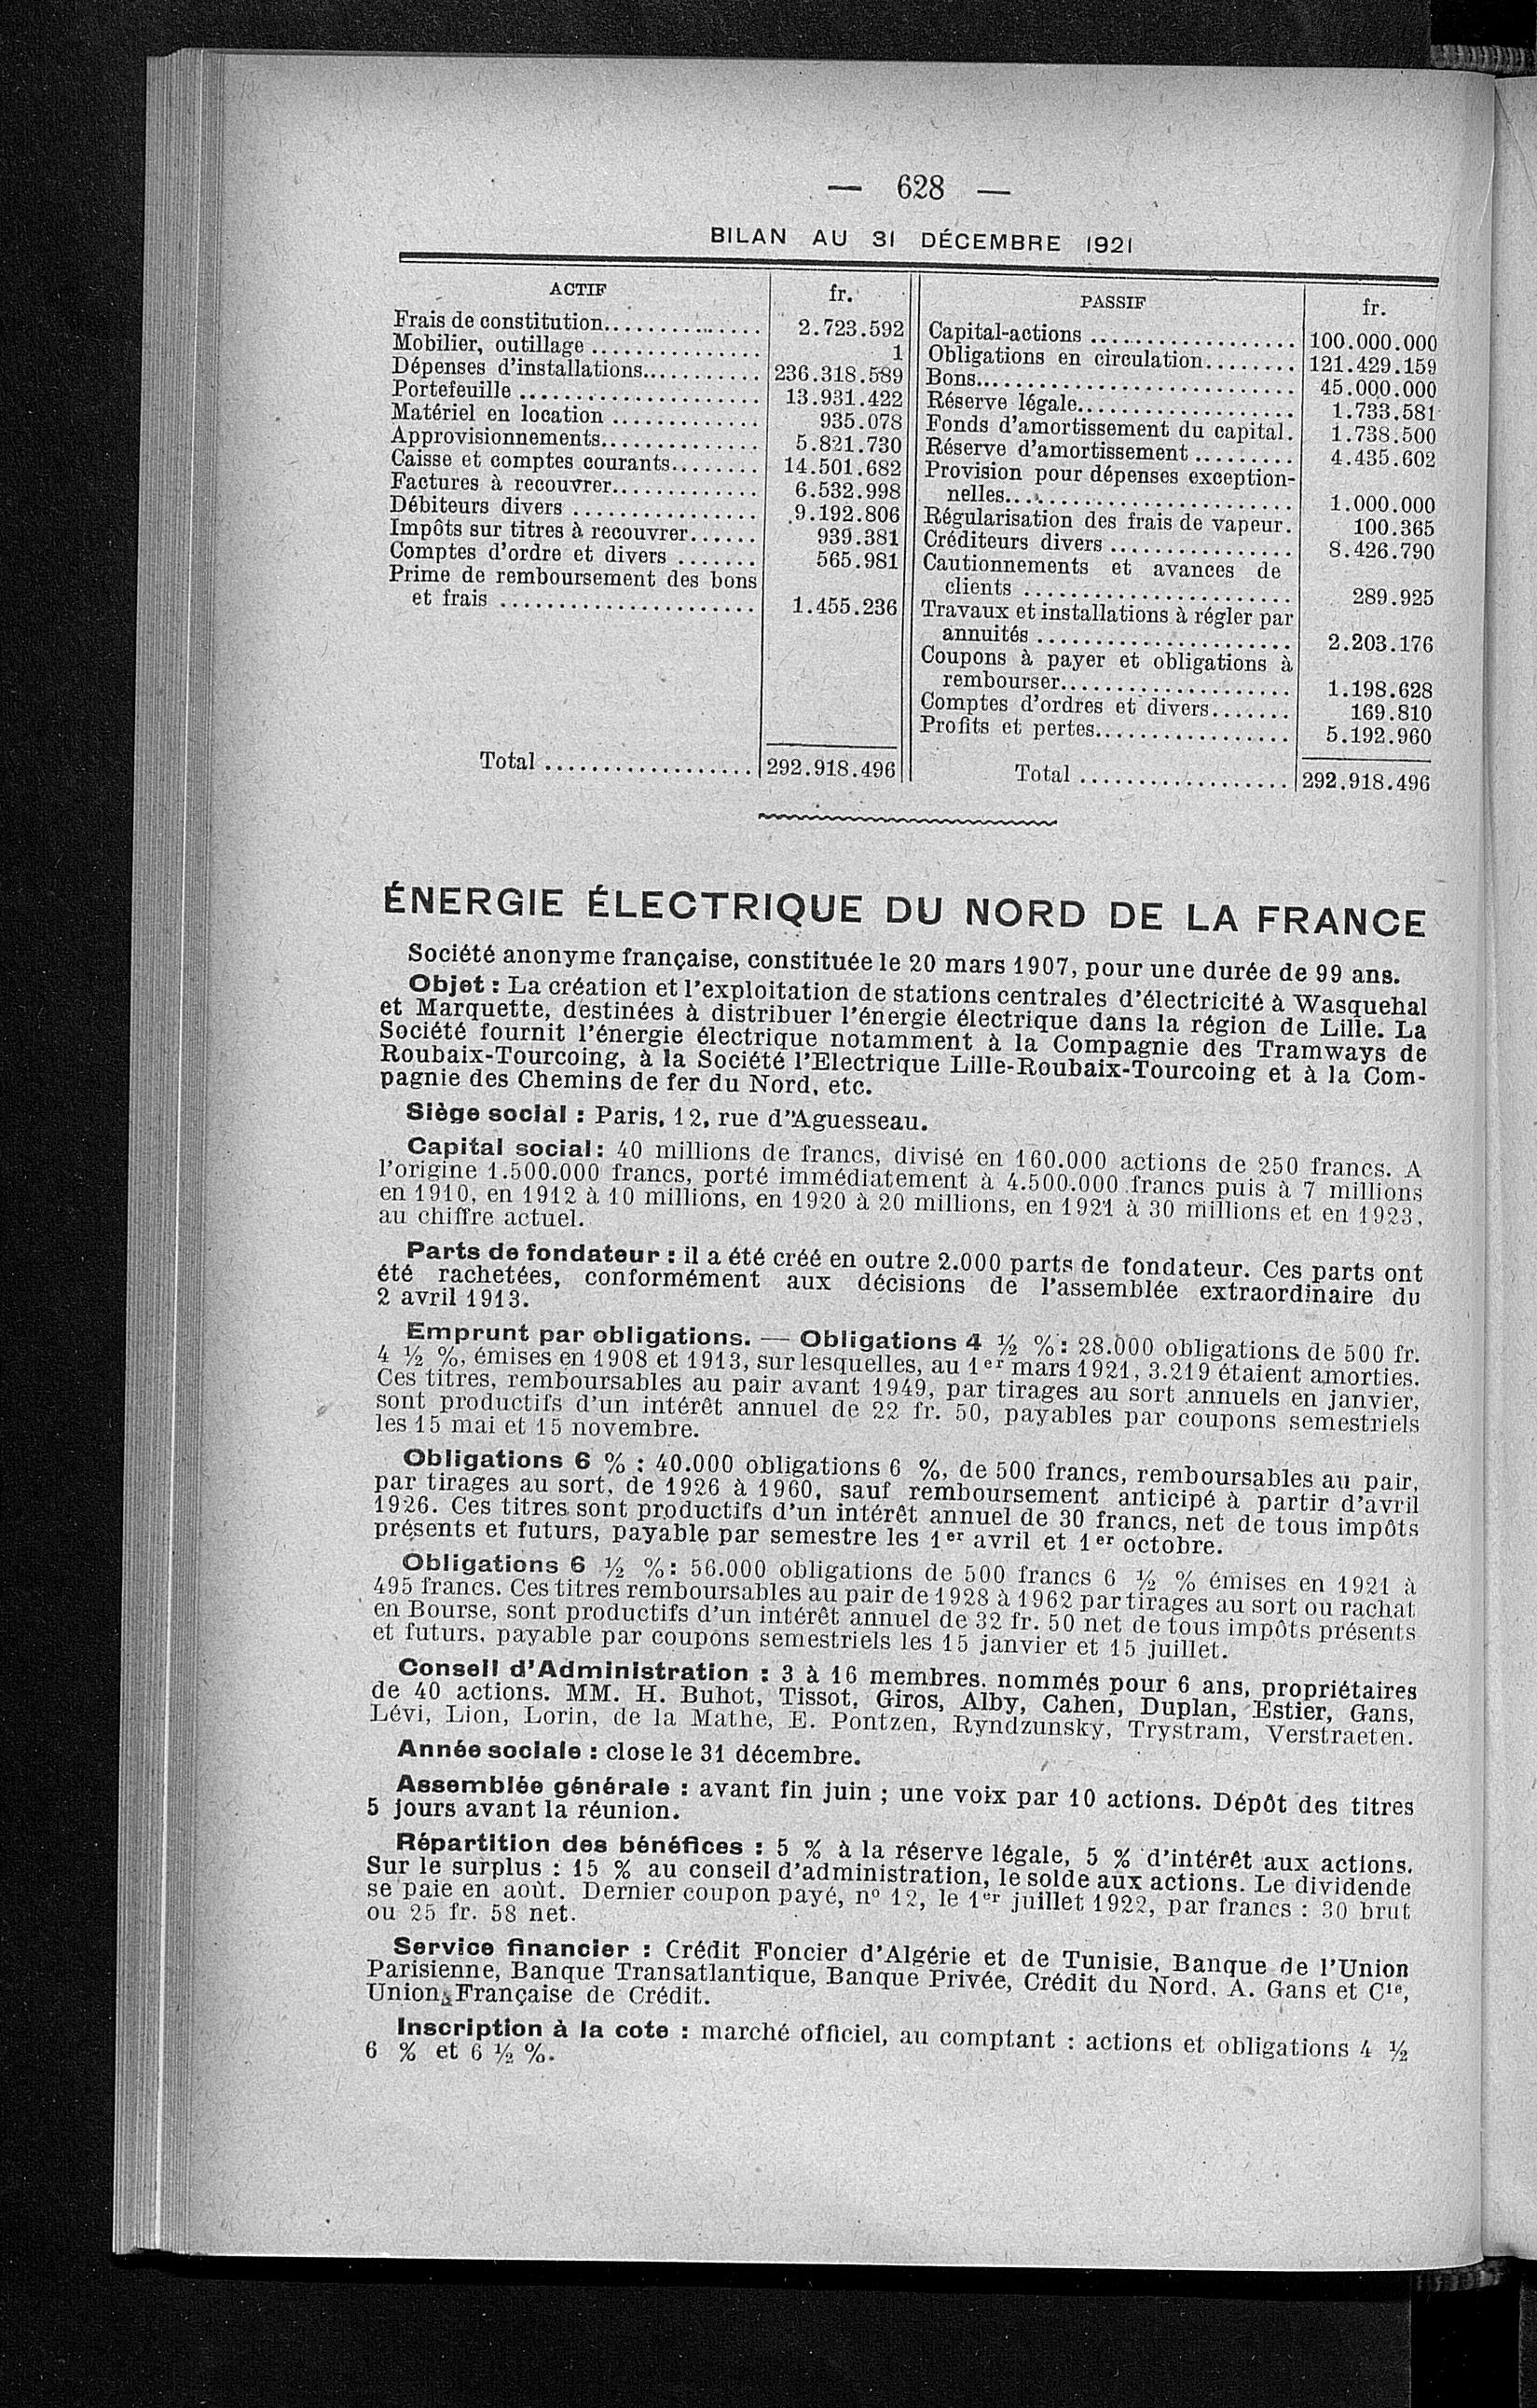 — 628 —
BILAN AU 31 DÉCEMBRE 1921
ACTIF fr.
Frais de constitution.............. 2.723.592
Mobilier, outillage............... 1
Dépenses d'installations........... 236.318.589
Portefeuille..................... 13.931.422
Matériel en location............. 935.078
Approvisionnements.............. 5.821.730
Caisse et comptes courants........ 14.501.682
Factures à recouvrer............. 6.532.998
Débiteurs divers................ 9.192.806
Impôts sur titres à recouvrer...... 939.381
Comptes d'ordre et divers....... 565.981
Prime de remboursement des bons
et frais....................... 1.455.236
Total.................. 292.918.496
PASSIF fr.
Capital-actions.................. 100.000.000
Obligations en circulation........ 121.429.159
Bons............................ 45.000.000
Réserve légale................... 1.733.581
Fonds d'amortissement du capital. 1.738.500
Réserve d'amortissement......... 4.435.602
Provision pour dépenses exception-
nelles......................... 1.000.000
Régularisation des frais de vapeur. 100.365
Créditeurs divers................ 8.426.790
Cautionnements et avances de
clients........................ 289.925
Travaux et installations à régler par
annuités...................... 2.203.176
Coupons à payer et obligations à
rembourser.................... 1.198.628
Comptes d'ordres et divers....... 169.810
Profits et pertes................. 5.192.960
Total.................. 292.918.496
ÉNERGIE ÉLECTRIQUE DU NORD DE LA FRANCE
Société anonyme française, constituée le 20 mars 1907, pour une durée de 99 ans.
Objet : La création et l'exploitation de stations centrales d'électricité à Wasquehal
et Marquette, destinées à distribuer l'énergie électrique dans la région de Lille. La
Société fournit l'énergie électrique notamment à la Compagnie des Tramways de
Roubaix-Tourcoing, à la Société l'Electrique Lille-Roubaix-Tourcoing et à la Com-
pagnie des Chemins de fer du Nord, etc.
Siège social : Paris, 12, rue d'Aguesseau.
Capital social : 40 millions de francs, divisé en 160.000 actions de 250 francs. A
l'origine 1.500.000 francs, porté immédiatement à 4.500.000 francs puis à 7 millions
en 1910, en 1912 à 10 millions, en 1920 à 20 millions, en 1921 à 30 millions et en 1923,
au chiffre actuel.
Parts de fondateur : il a été créé en outre 2.000 parts de fondateur. Ces parts ont
été rachetées, conformément aux décisions de l'assemblée extraordinaire du
2 avril 1913.
Emprunt par obligations. — Obligations 4 ½ % : 28.000 obligations de 500 fr.
4 ½ %, émises en 1908 et 1913, sur lesquelles, au 1er mars 1921, 3.219 étaient amorties.
Ces titres, remboursables au pair avant 1949, par tirages au sort annuels en janvier,
sont productifs d'un intérêt annuel de 22 fr. 50, payables par coupons semestriels
les 15 mai et 15 novembre.
Obligations 6 % : 40.000 obligations 6 %, de 500 francs, remboursables au pair,
par tirages au sort, de 1926 à 1960, sauf remboursement anticipé à partir d'avril
1926. Ces titres sont productifs d'un intérêt annuel de 30 francs, net de tous impôts
présents et futurs, payable par semestre les 1er avril et 1er octobre.
Obligations 6 ½ % : 56.000 obligations de 500 francs 6 ½ % émises en 1921 à
495 francs. Ces titres remboursables au pair de 1928 à 1962 par tirages au sort ou rachat
en Bourse, sont productifs d'un intérêt annuel de 32 fr. 50 net de tous impôts présents
et futurs, payable par coupons semestriels les 15 janvier et 15 juillet.
Conseil d'Administration : 3 à 16 membres, nommés pour 6 ans, propriétaires
de 40 actions. MM. H. Buhot, Tissot, Giros, Alby, Cahen, Duplan, Estier, Gans,
Lévi, Lion, Lorin, de la Mathe, E. Pontzen, Ryndzunsky, Trystram, Verstraeten.
Année sociale : close le 31 décembre.
Assemblée générale : avant fin juin ; une voix par 10 actions. Dépôt des titres
5 jours avant la réunion.
Répartition des bénéfices : 5 % à la réserve légale, 5 % d'intérêt aux actions.
Sur le surplus : 15 % au conseil d'administration, le solde aux actions. Le dividende
se paie en août. Dernier coupon payé, nº 12, le 1er juillet 1922, par francs : 30 brut
ou 25 fr. 58 net.
Service financier : Crédit Foncier d'Algérie et de Tunisie, Banque de l'Union
Parisienne, Banque Transatlantique, Banque Privée, Crédit du Nord, A. Gans et Cie,
Union Française de Crédit.
Inscription à la cote : marché officiel, au comptant : actions et obligations 4 ½
6 % et 6 ½ %.